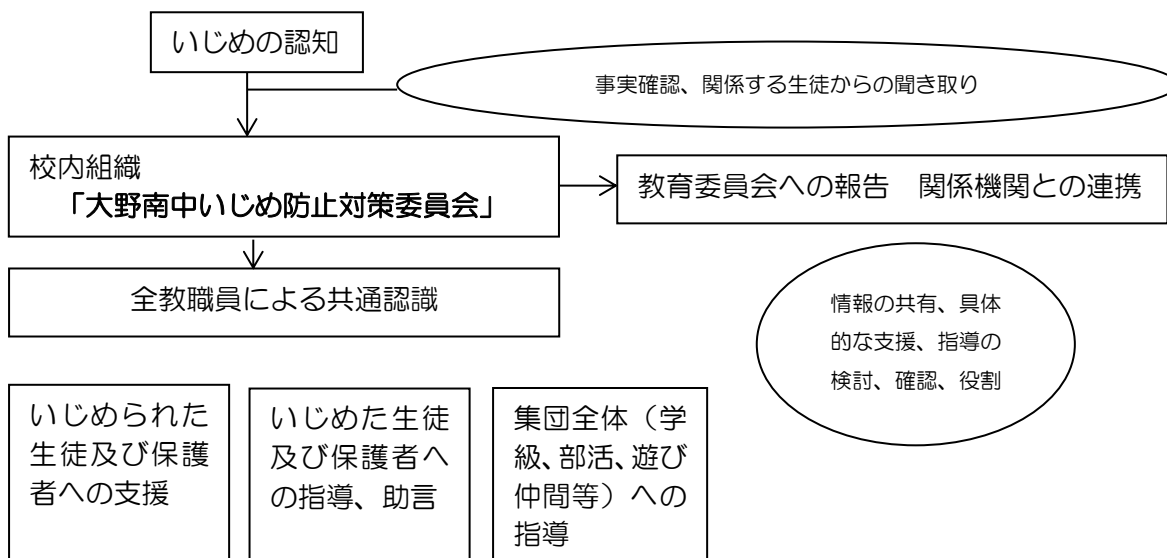 いじめの認知
事実確認、関係する生徒からの聞き取り
校内組織
「大野南中いじめ防止対策委員会」
教育委員会への報告　関係機関との連携
全教職員による共通認識
情報の共有、具体
的な支援、指導の
検討、確認、役割
いじめられた
生徒及び保護
者への支援
いじめた生徒
及び保護者へ
の指導、助言
集団全体（学
級、部活、遊び
仲間等）への
指導